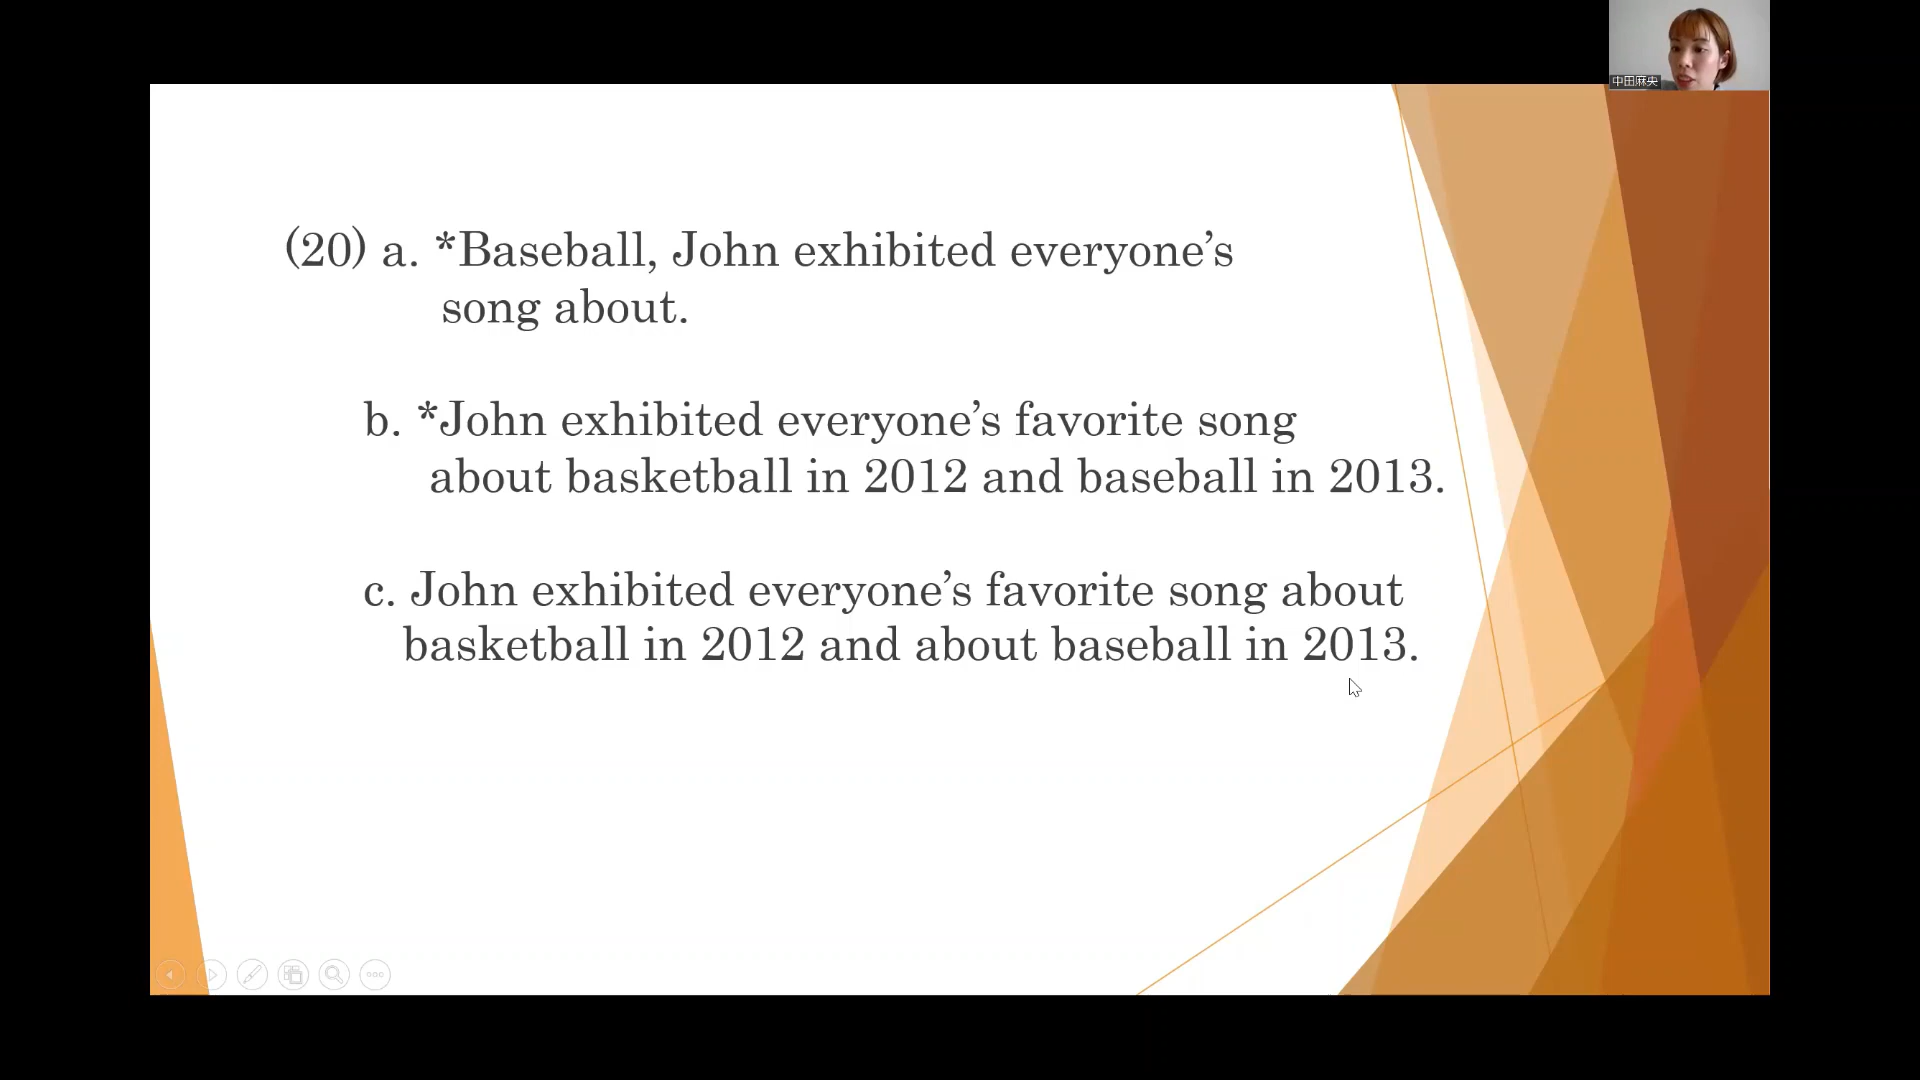 中田麻央
(20) a. *Baseball, John exhibited everyone’s
song about.
b. *John exhibited everyone’s favorite song
about basketball in 2012 and baseball in 2013.
c. John exhibited everyone’s favorite song about
basketball in 2012 and about baseball in 2013.